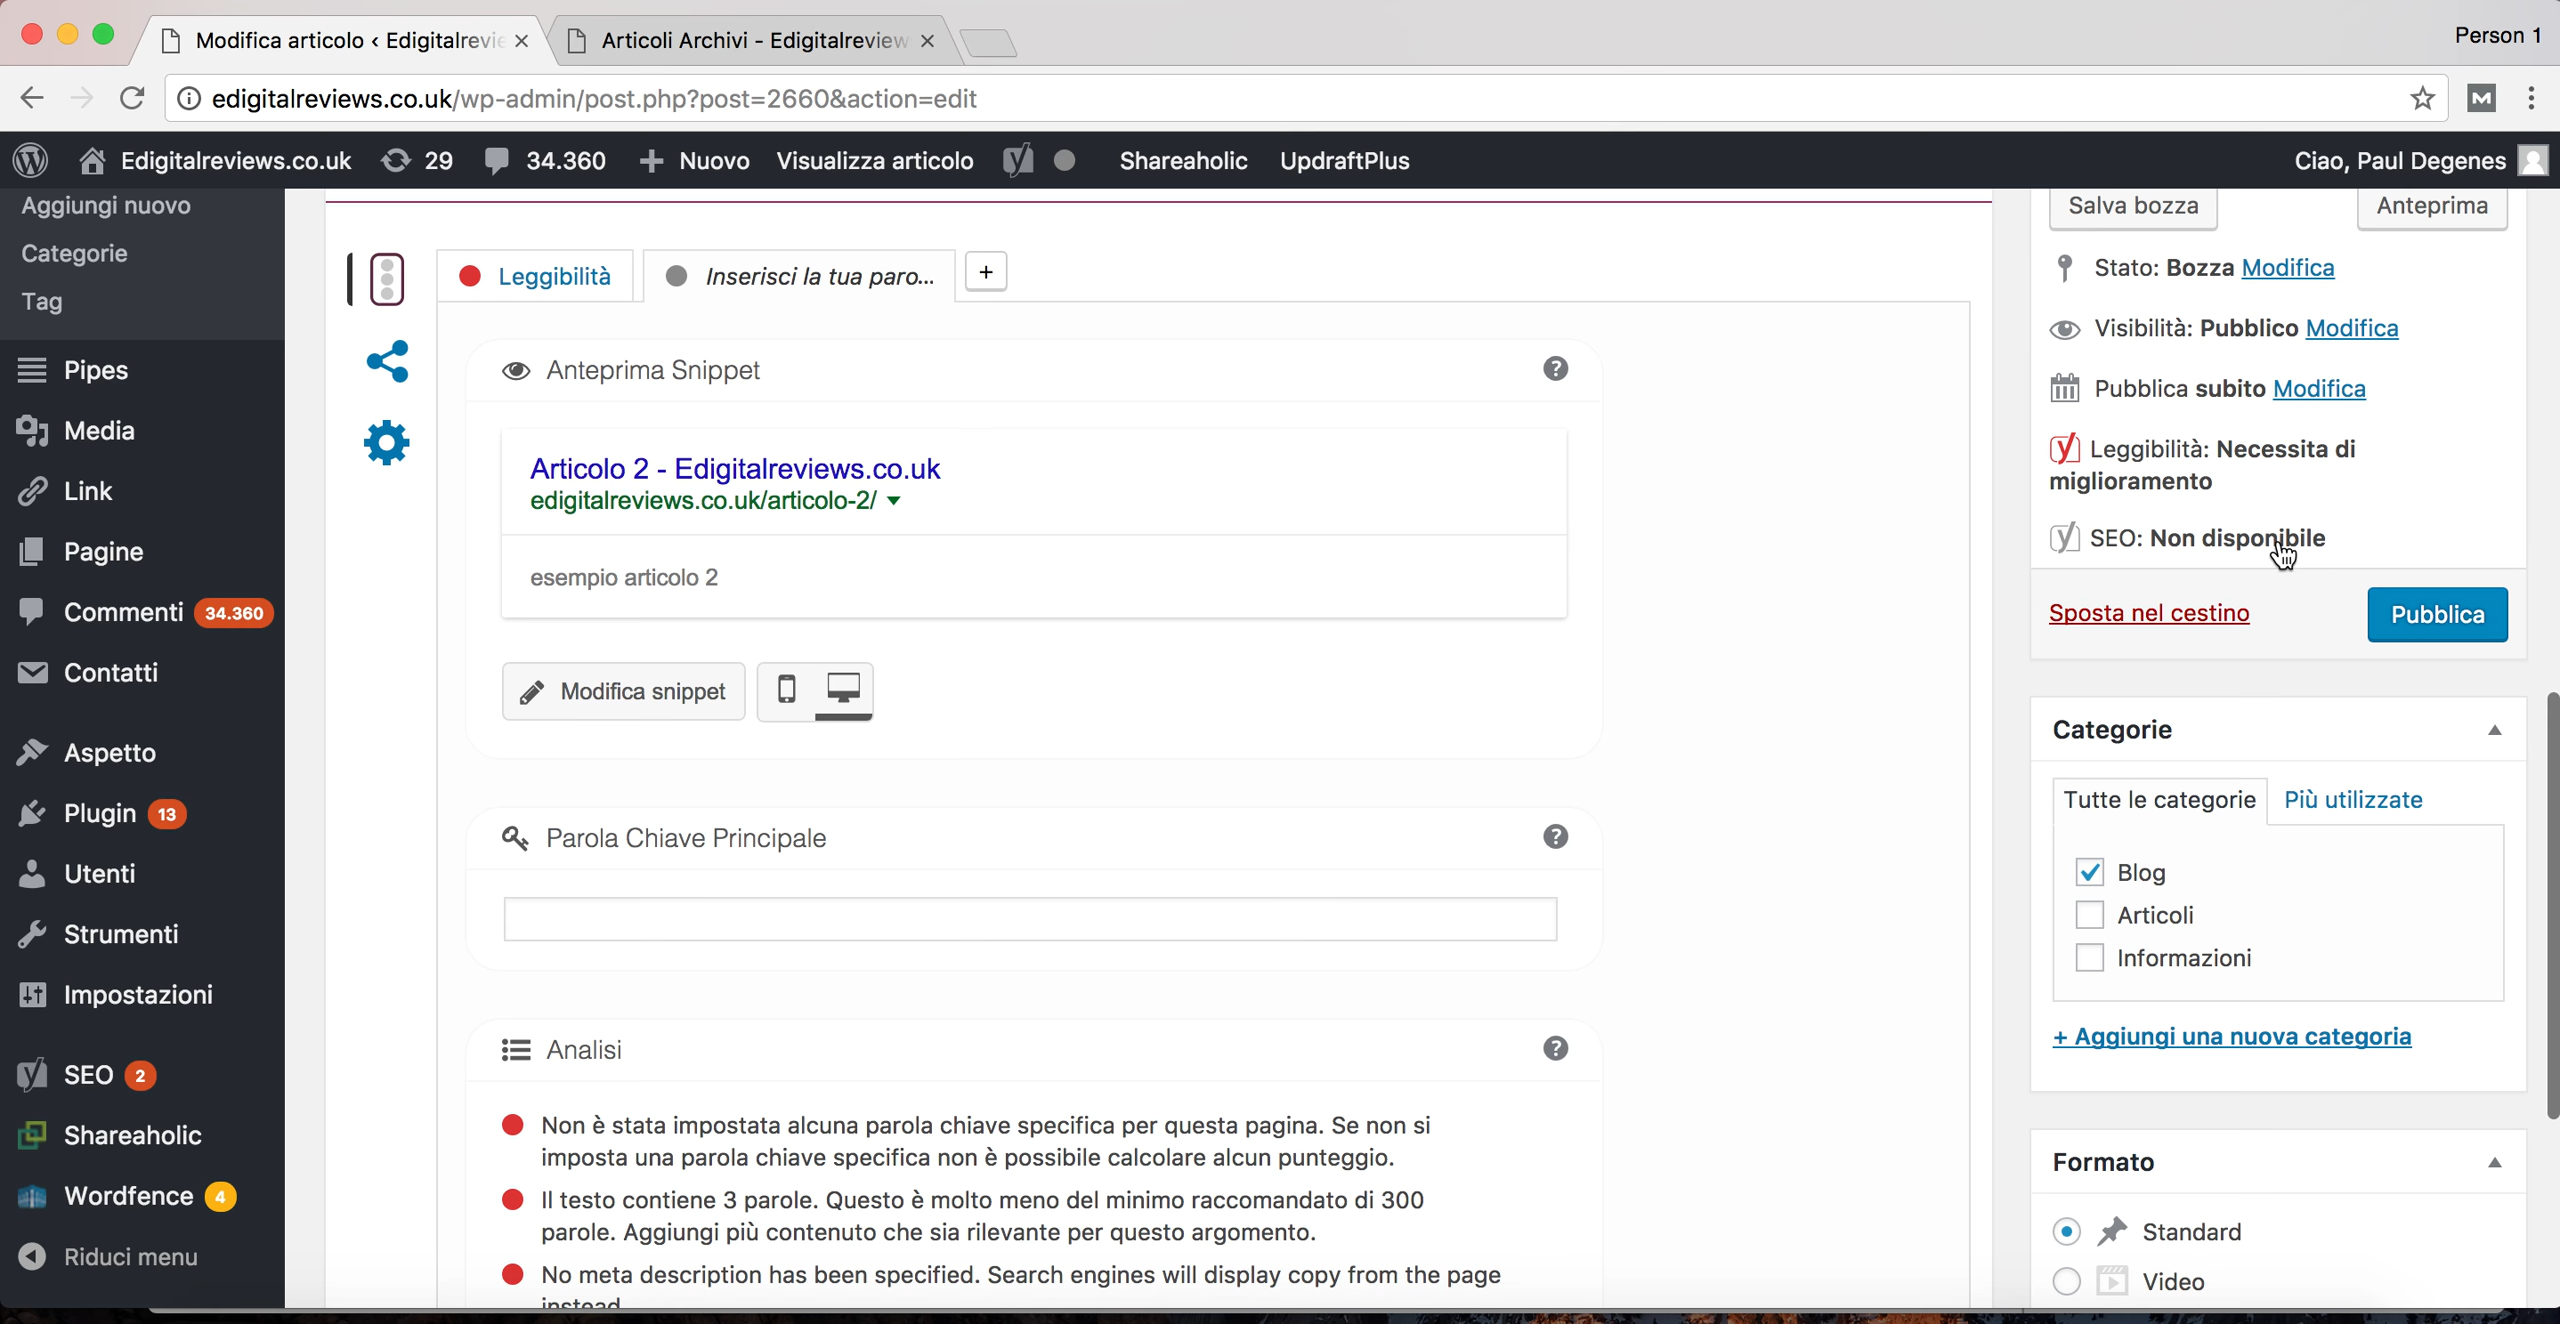 Modifica articolo ‹ Edigitalrevie
Articoli Archivi - Edigitalreview
Person 1
edigitalreviews.co.uk/wp-admin/post.php?post=2660&action=edit
Edigitalreviews.co.uk
29
34.360
Nuovo
Visualizza articolo
Shareaholic
UpdraftPlus
Ciao, Paul Degenes
Aggiungi nuovo
Categorie
Tag
Pipes
Media
Link
Pagine
Commenti 34.360
Contatti
Aspetto
Plugin 13
Utenti
Strumenti
Impostazioni
SEO 2
Shareaholic
Wordfence 4
Riduci menu
Leggibilità
Inserisci la tua paro...
+
Anteprima Snippet
Articolo 2 - Edigitalreviews.co.uk
edigitalreviews.co.uk/articolo-2/
esempio articolo 2
Modifica snippet
Parola Chiave Principale
Analisi
Non è stata impostata alcuna parola chiave specifica per questa pagina. Se non si
imposta una parola chiave specifica non è possibile calcolare alcun punteggio.
Il testo contiene 3 parole. Questo è molto meno del minimo raccomandato di 300
parole. Aggiungi più contenuto che sia rilevante per questo argomento.
No meta description has been specified. Search engines will display copy from the page
instead
Salva bozza
Anteprima
Stato: Bozza Modifica
Visibilità: Pubblico Modifica
Pubblica subito Modifica
Leggibilità: Necessita di
miglioramento
SEO: Non disponibile
Sposta nel cestino
Pubblica
Categorie
Tutte le categorie
Più utilizzate
Blog
Articoli
Informazioni
+ Aggiungi una nuova categoria
Formato
Standard
Video